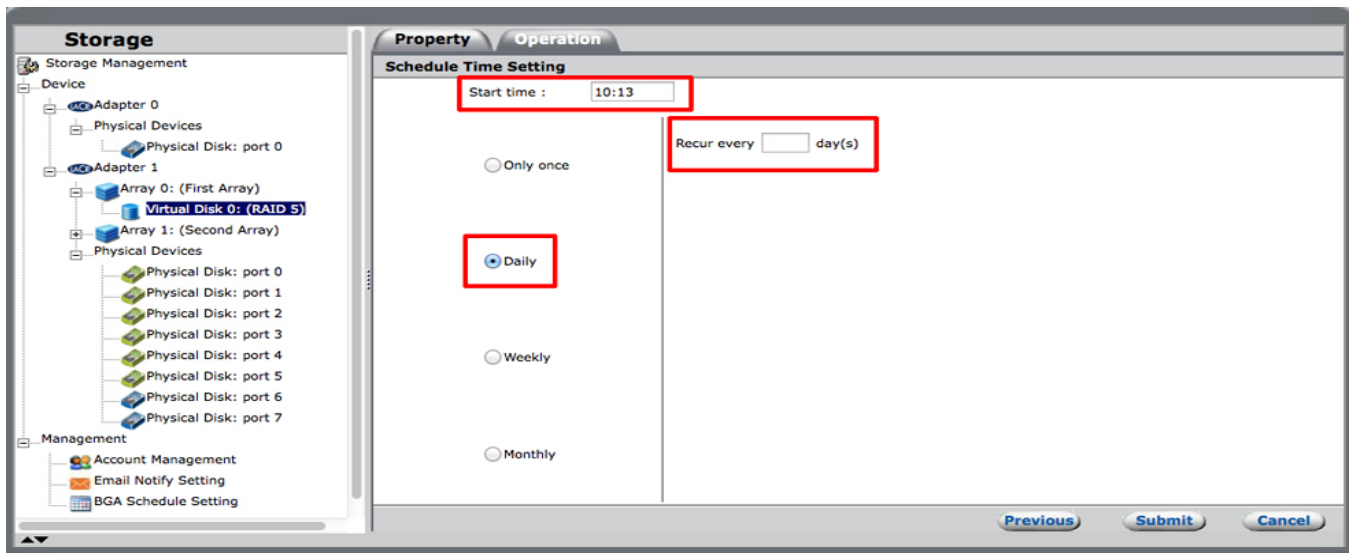 Storage
Storage Management
Device
Adapter 0
Physical Devices
Physical Disk: port 0
Adapter 1
Array 0: (First Array)
Virtual Disk 0: (RAID 5)
Array 1: (Second Array)
Physical Devices
Physical Disk: port 0
Physical Disk: port 1
Physical Disk: port 2
Physical Disk: port 3
Physical Disk: port 4
Physical Disk: port 5
Physical Disk: port 6
Physical Disk: port 7
Management
Account Management
Email Notify Setting
BGA Schedule Setting
Property Operation
Schedule Time Setting
Start time : 10:13
Only once
Daily
Weekly
Monthly
Recur every day(s)
Previous Submit Cancel